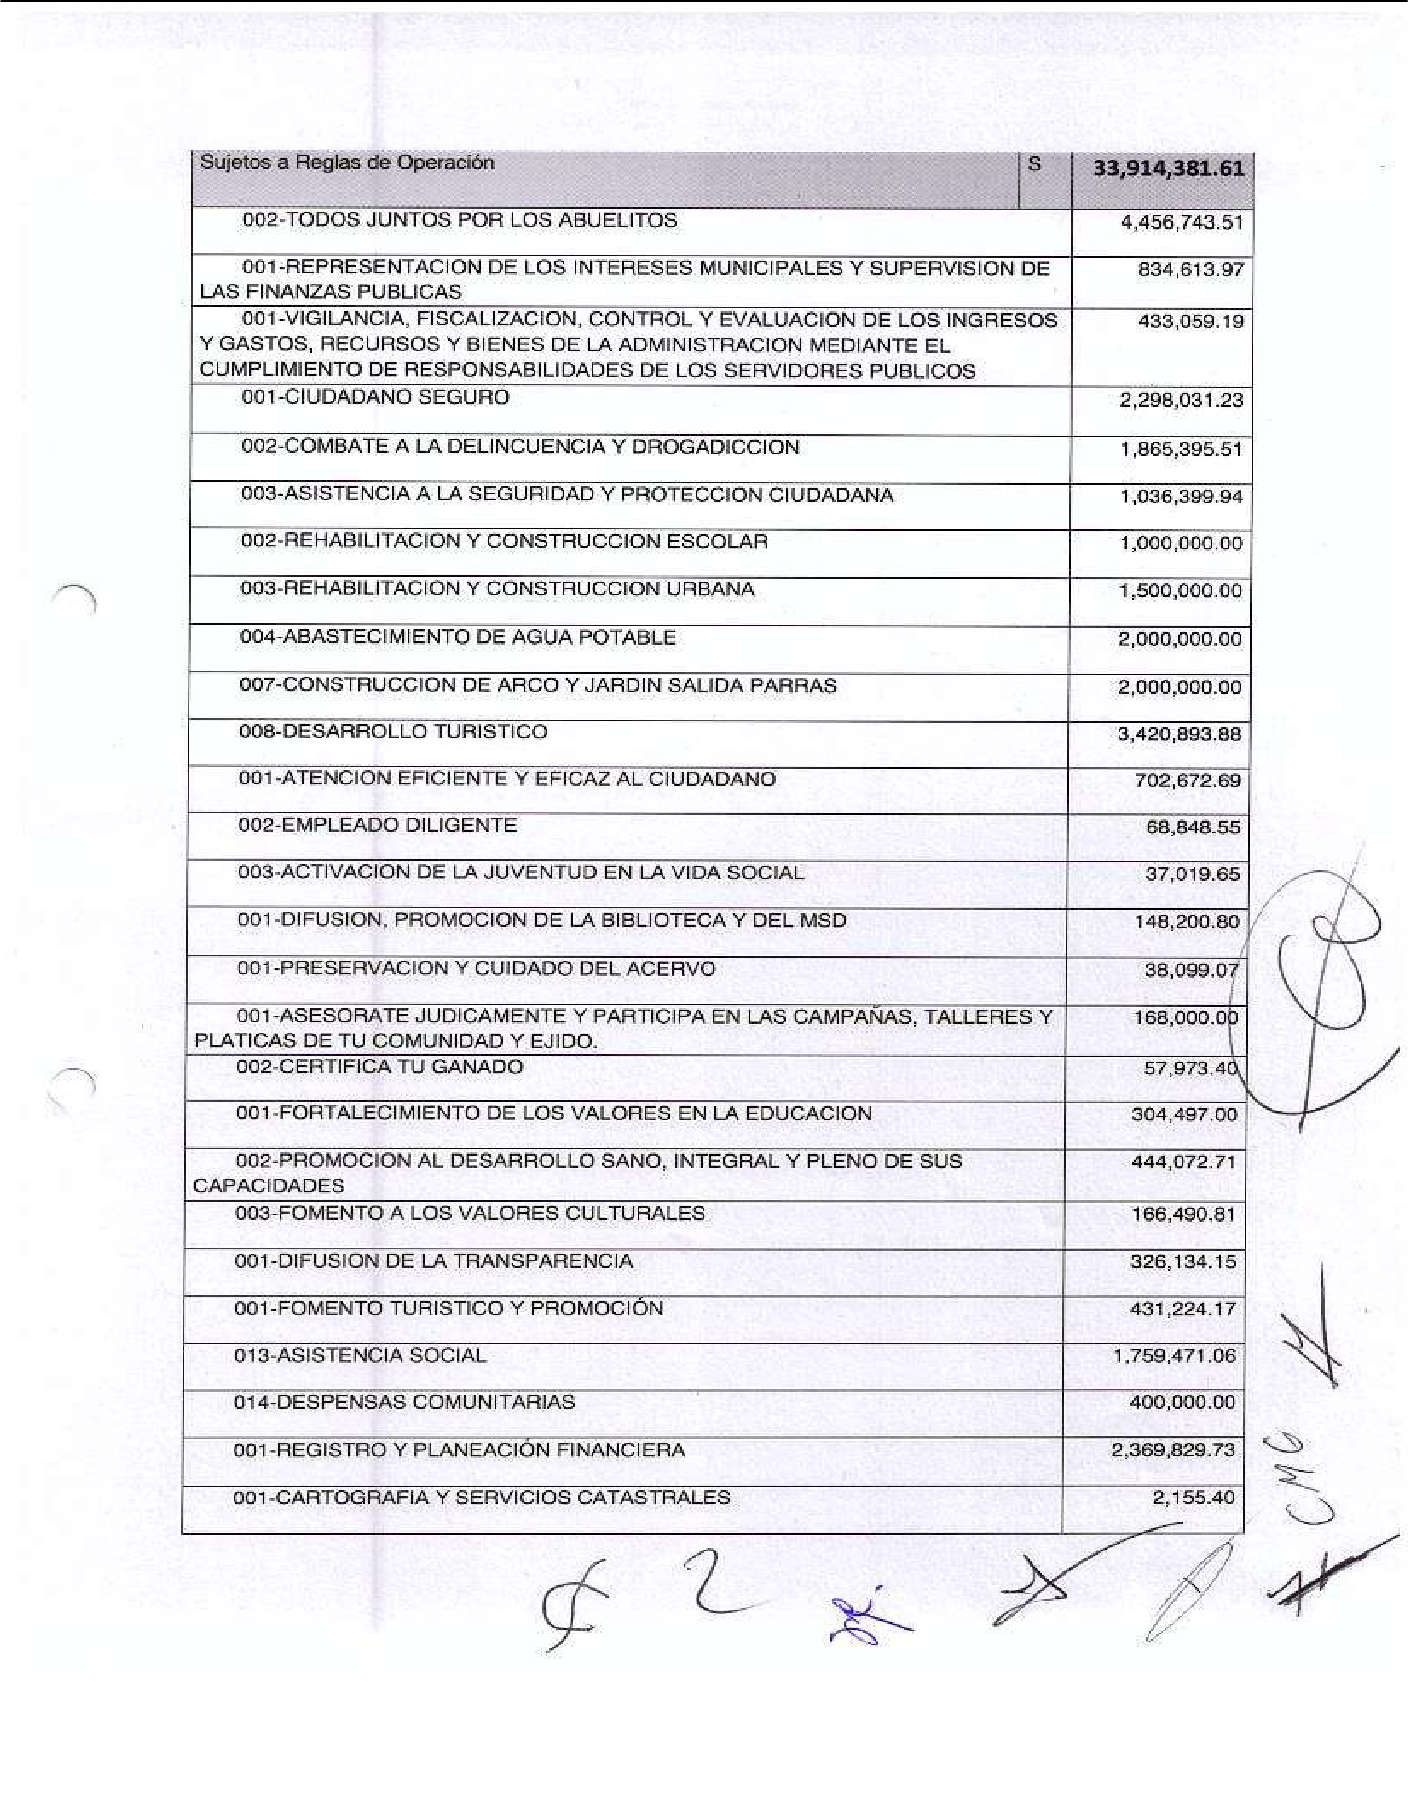 Sujetos a Reglas de Operación S 33,914,381.61
002-TODOS JUNTOS POR LOS ABUELITOS 4,456,743.51
001-REPRESENTACION DE LOS INTERESES MUNICIPALES Y SUPERVISION DE 834,613.97
LAS FINANZAS PUBLICAS
001-VIGILANCIA, FISCALIZACION, CONTROL Y EVALUACION DE LOS INGRESOS 433,059.19
Y GASTOS, RECURSOS Y BIENES DE LA ADMINISTRACION MEDIANTE EL
CUMPLIMIENTO DE RESPONSABILIDADES DE LOS SERVIDORES PUBLICOS
001-CIUDADANO SEGURO 2,298,031.23
002-COMBATE A LA DELINCUENCIA Y DROGADICCION 1,865,395.51
003-ASISTENCIA A LA SEGURIDAD Y PROTECCION CIUDADANA 1,036,399.94
002-REHABILITACION Y CONSTRUCCION ESCOLAR 1,000,000.00
003-REHABILITACION Y CONSTRUCCION URBANA 1,500,000.00
004-ABASTECIMIENTO DE AGUA POTABLE 2,000,000.00
007-CONSTRUCCION DE ARCO Y JARDIN SALIDA PARRAS 2,000,000.00
008-DESARROLLO TURISTICO 3,420,893.88
001-ATENCION EFICIENTE Y EFICAZ AL CIUDADANO 702,672.69
002-EMPLEADO DILIGENTE 68,848.55
003-ACTIVACION DE LA JUVENTUD EN LA VIDA SOCIAL 37,019.65
001-DIFUSION, PROMOCION DE LA BIBLIOTECA Y DEL MSD 148,200.80
001-PRESERVACION Y CUIDADO DEL ACERVO 38,099.07
001-ASESORATE JUDICAMENTE Y PARTICIPA EN LAS CAMPAÑAS, TALLERES Y 168,000.00
PLATICAS DE TU COMUNIDAD Y EJIDO.
002-CERTIFICA TU GANADO 57,973.40
001-FORTALECIMIENTO DE LOS VALORES EN LA EDUCACION 304,497.00
002-PROMOCION AL DESARROLLO SANO, INTEGRAL Y PLENO DE SUS 444,072.71
CAPACIDADES
003-FOMENTO A LOS VALORES CULTURALES 166,490.81
001-DIFUSION DE LA TRANSPARENCIA 326,134.15
001-FOMENTO TURISTICO Y PROMOCIÓN 431,224.17
013-ASISTENCIA SOCIAL 1,759,471.06
014-DESPENSAS COMUNITARIAS 400,000.00
001-REGISTRO Y PLANEACIÓN FINANCIERA 2,369,829.73
001-CARTOGRAFIA Y SERVICIOS CATASTRALES 2,155.40
CMG